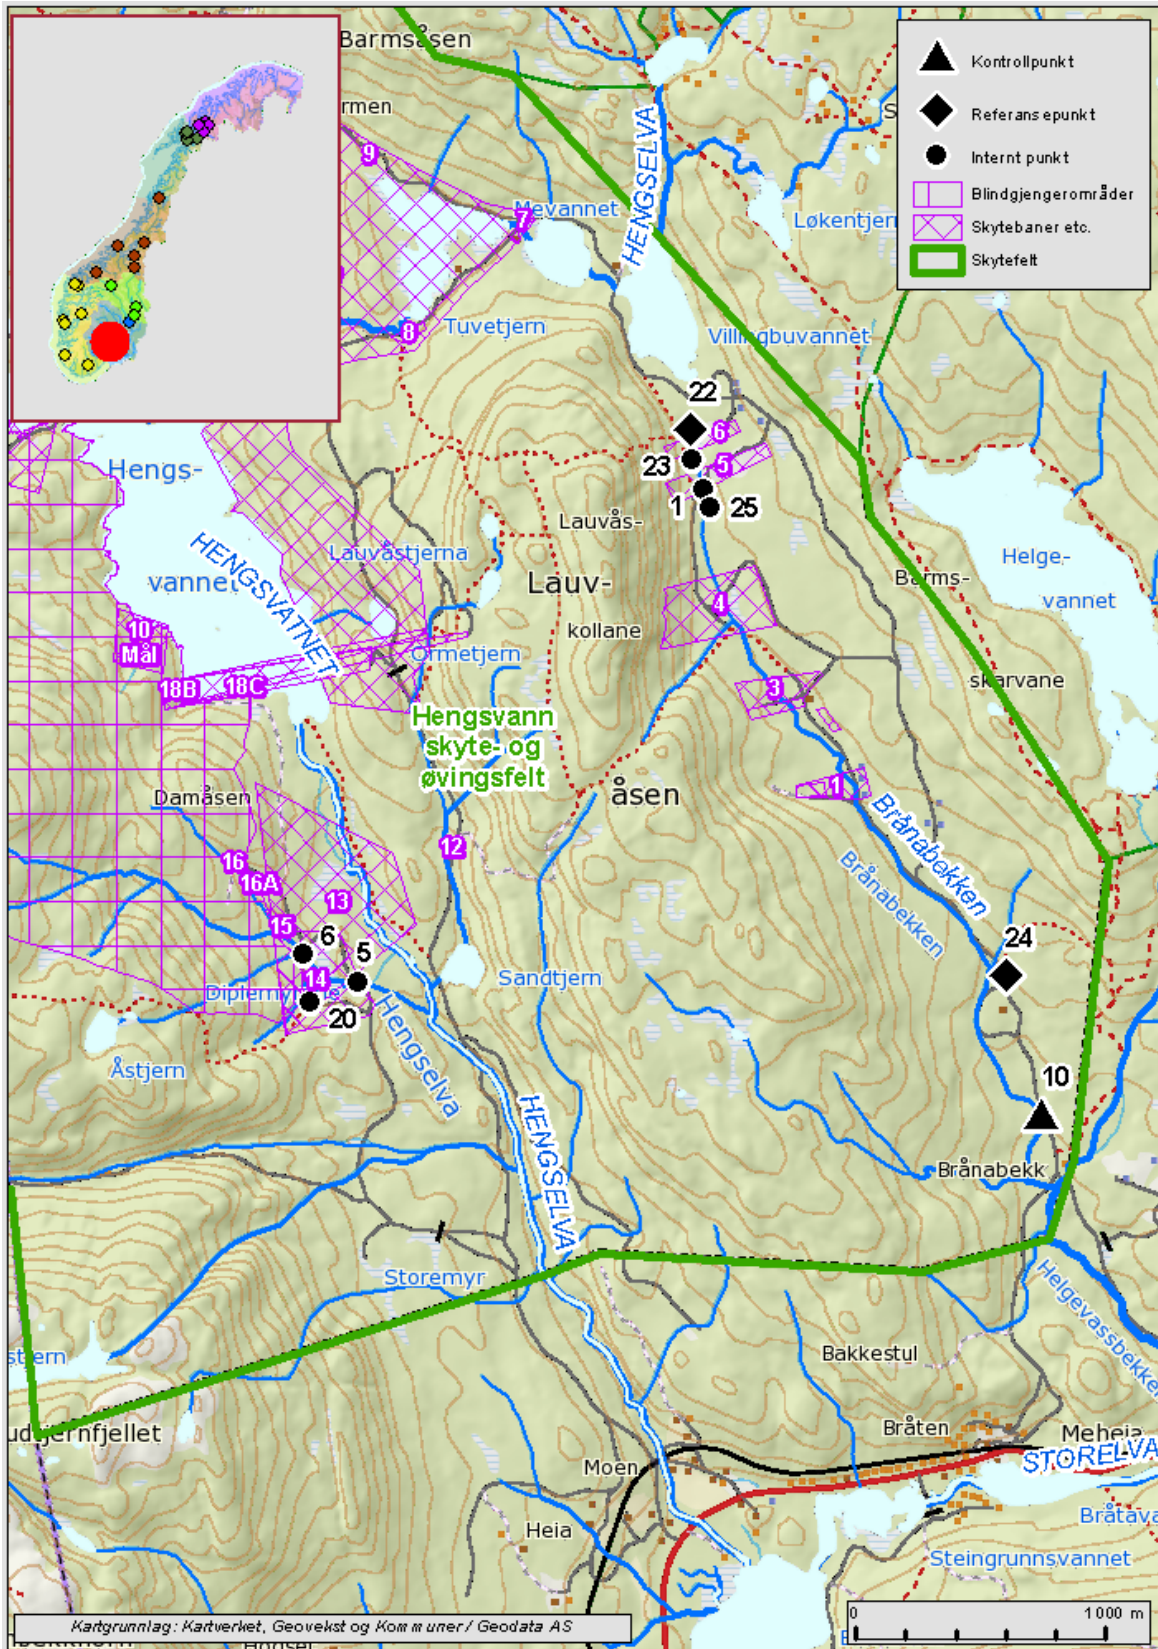 Barmsåsen
rmen
Kontrollpunkt
Referansepunkt
Internt punkt
Blindgjengerområder
Skytebaner etc.
Skytefelt
HENGSELVA
9
7
Mevannet
Løkentjern
8
Tuvetjern
Villingbuvannet
22
6
Hengs-
23
5
1
25
HENGSVATNET
Lauvås-
Lauvåstjerna
Helge-
vannet
Lauv-
Barms-
vannet
4
10
Mål
kollane
Ormetjern
18B
18C
skarvane
3
Hengsvann
skyte- og
øvingsfelt
Damåsen
åsen
1
Brånabekken
12
16
Brånabekken
16A
13
15
6
5
24
14
Sandtjern
20
Hengselva
Åstjern
10
HENGSELVA
Brånabekk
Storemyr
Helgevassbekken
stjern
Bakkestul
udtjernfjellet
Bråten
Meheia
STORELVA
Moen
Heia
Bråtava
Steingrunnsvannet
Kartgrunnlag: Kartverket, Geovekst og Kommuner / Geodata AS
0
1000 m